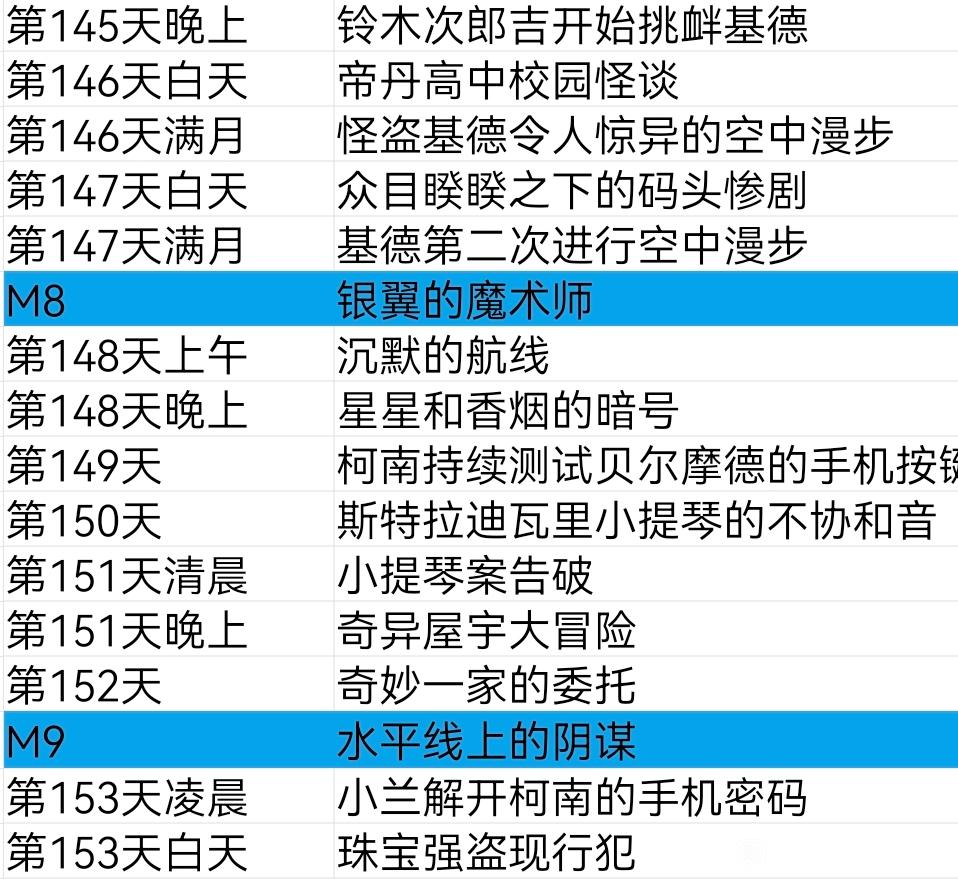 第145天晚上 铃木次郎吉开始挑衅基德
第146天白天 帝丹高中校园怪谈
第146天满月 怪盗基德令人惊异的空中漫步
第147天白天 众目睽睽之下的码头惨剧
第147天满月 基德第二次进行空中漫步
M8 银翼的魔术师
第148天上午 沉默的航线
第148天晚上 星星和香烟的暗号
第149天 柯南持续测试贝尔摩德的手机按键
第150天 斯特拉迪瓦里小提琴的不协和音
第151天清晨 小提琴案告破
第151天晚上 奇异屋宇大冒险
第152天 奇妙一家的委托
M9 水平线上的阴谋
第153天凌晨 小兰解开柯南的手机密码
第153天白天 珠宝强盗现行犯